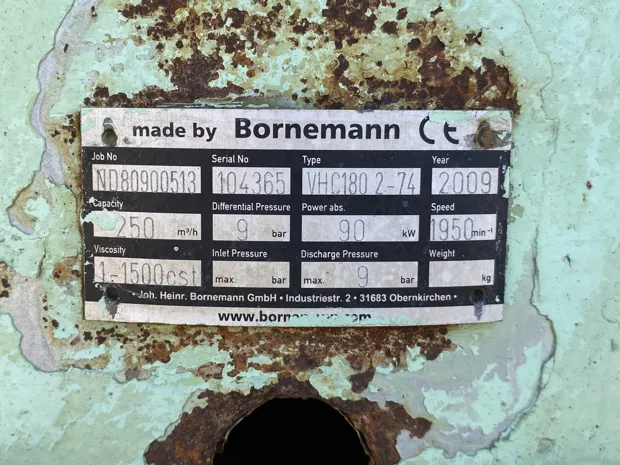 made by Bornemann CE
Job No Serial No Type Year
ND80900513 104365 VHC180 2-74 2009
Capacity Differential Pressure Power abs. Speed
250 m³/h 9 bar 90 kW 1950 min⁻¹
Viscosity Inlet Pressure Discharge Pressure Weight
1-1500cst max. bar max. 9 bar kg
• Joh. Heinr. Bornemann GmbH • Industriestr. 2 • 31683 Obernkirchen •